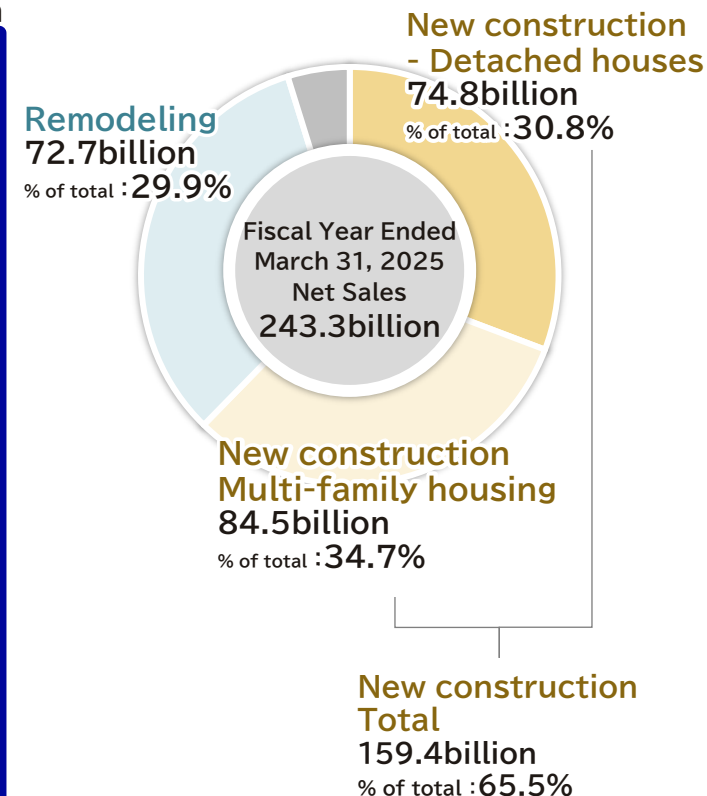 New construction
- Detached houses
74.8billion
% of total :30.8%
Remodeling
72.7billion
% of total :29.9%
Fiscal Year Ended
March 31, 2025
Net Sales
243.3billion
New construction
Multi-family housing
84.5billion
% of total :34.7%
New construction
Total
159.4billion
% of total :65.5%